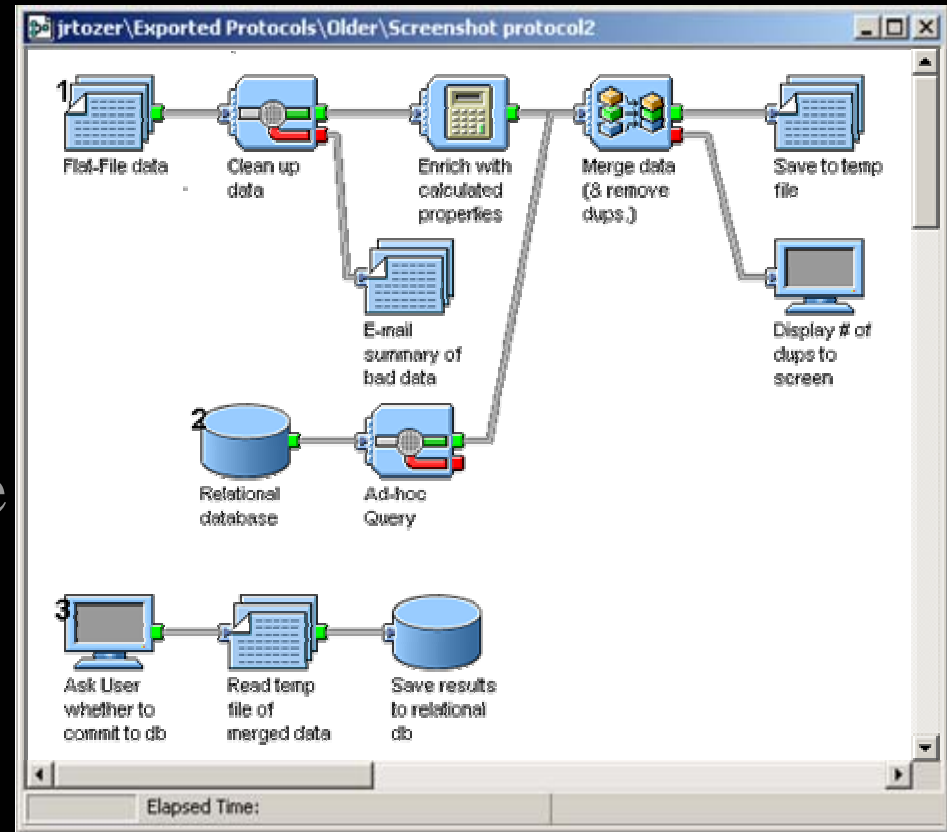 jrtozer\Exported Protocols\Older\Screenshot protocol2
1
Flat-File data
Clean up
data
Enrich with
calculated
properties
Merge data
(& remove
dups.)
Save to temp
file
E-mail
summary of
bad data
Display # of
dups to
screen
2
Relational
database
Ad-hoc
Query
e
3
Ask User
whether to
commit to db
Read temp
file of
merged data
Save results
to relational
db
Elapsed Time: